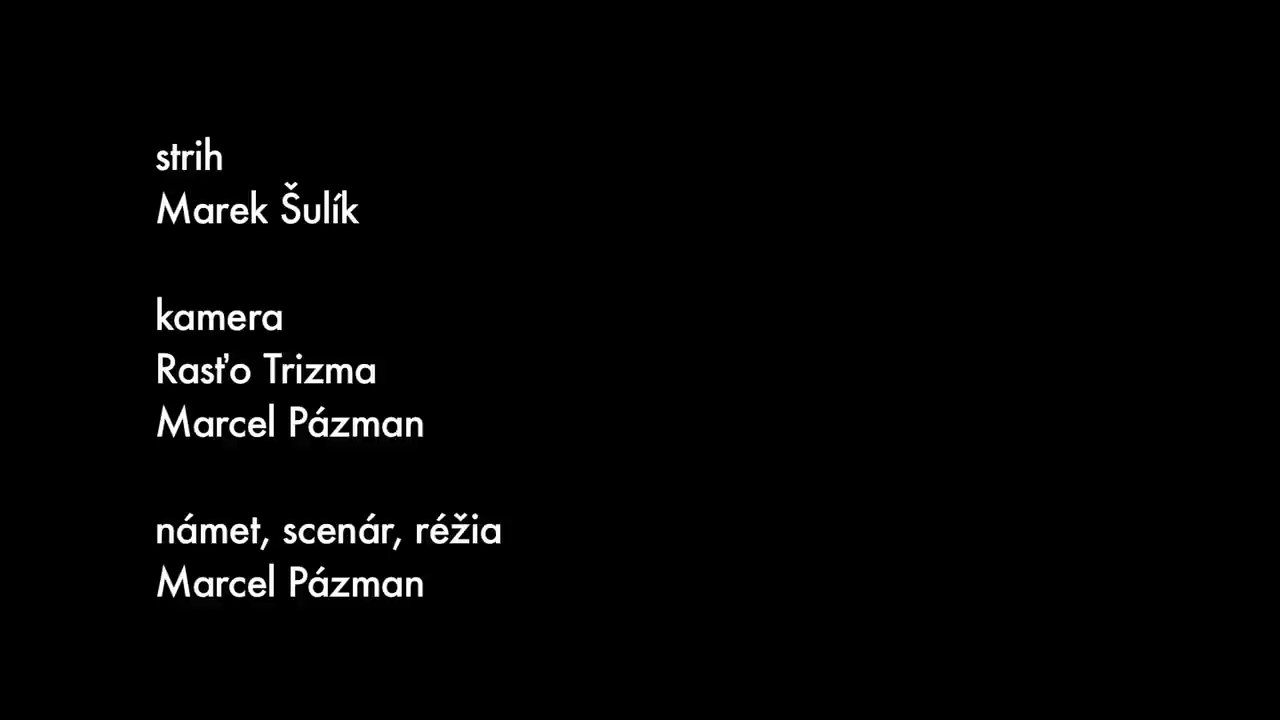 strih
Marek Šulík
kamera
Rasťo Trizma
Marcel Pázman
námet, scenár, réžia
Marcel Pázman